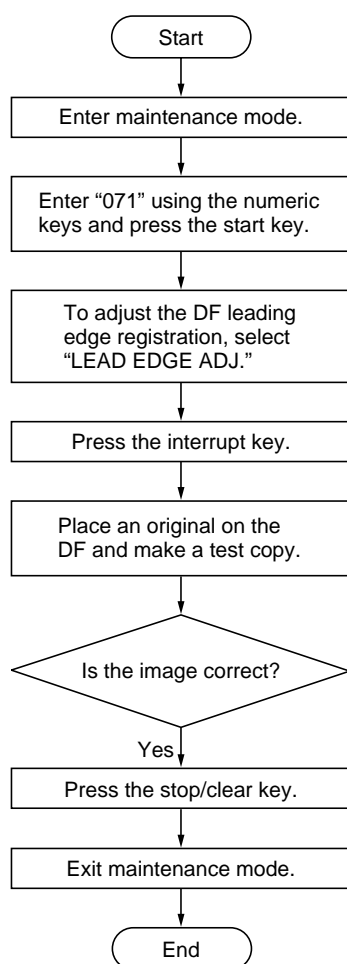 Start
Enter maintenance mode.
Enter “071” using the numeric
keys and press the start key.
To adjust the DF leading
edge registration, select
“LEAD EDGE ADJ.”
Press the interrupt key.
Place an original on the
DF and make a test copy.
Is the image correct?
Yes
Press the stop/clear key.
Exit maintenance mode.
End